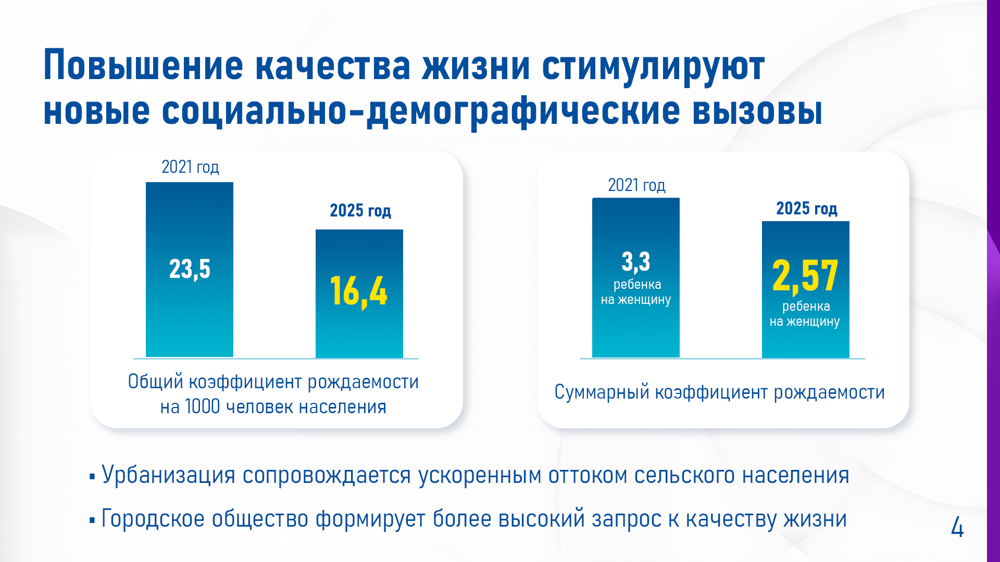 Повышение качества жизни стимулируют
новые социально-демографические вызовы
2021 год
2025 год
23,5
16,4
Общий коэффициент рождаемости
на 1000 человек населения
2021 год
2025 год
3,3
ребенка
на женщину
2,57
ребенка
на женщину
Суммарный коэффициент рождаемости
▪ Урбанизация сопровождается ускоренным оттоком сельского населения
▪ Городское общество формирует более высокий запрос к качеству жизни
4